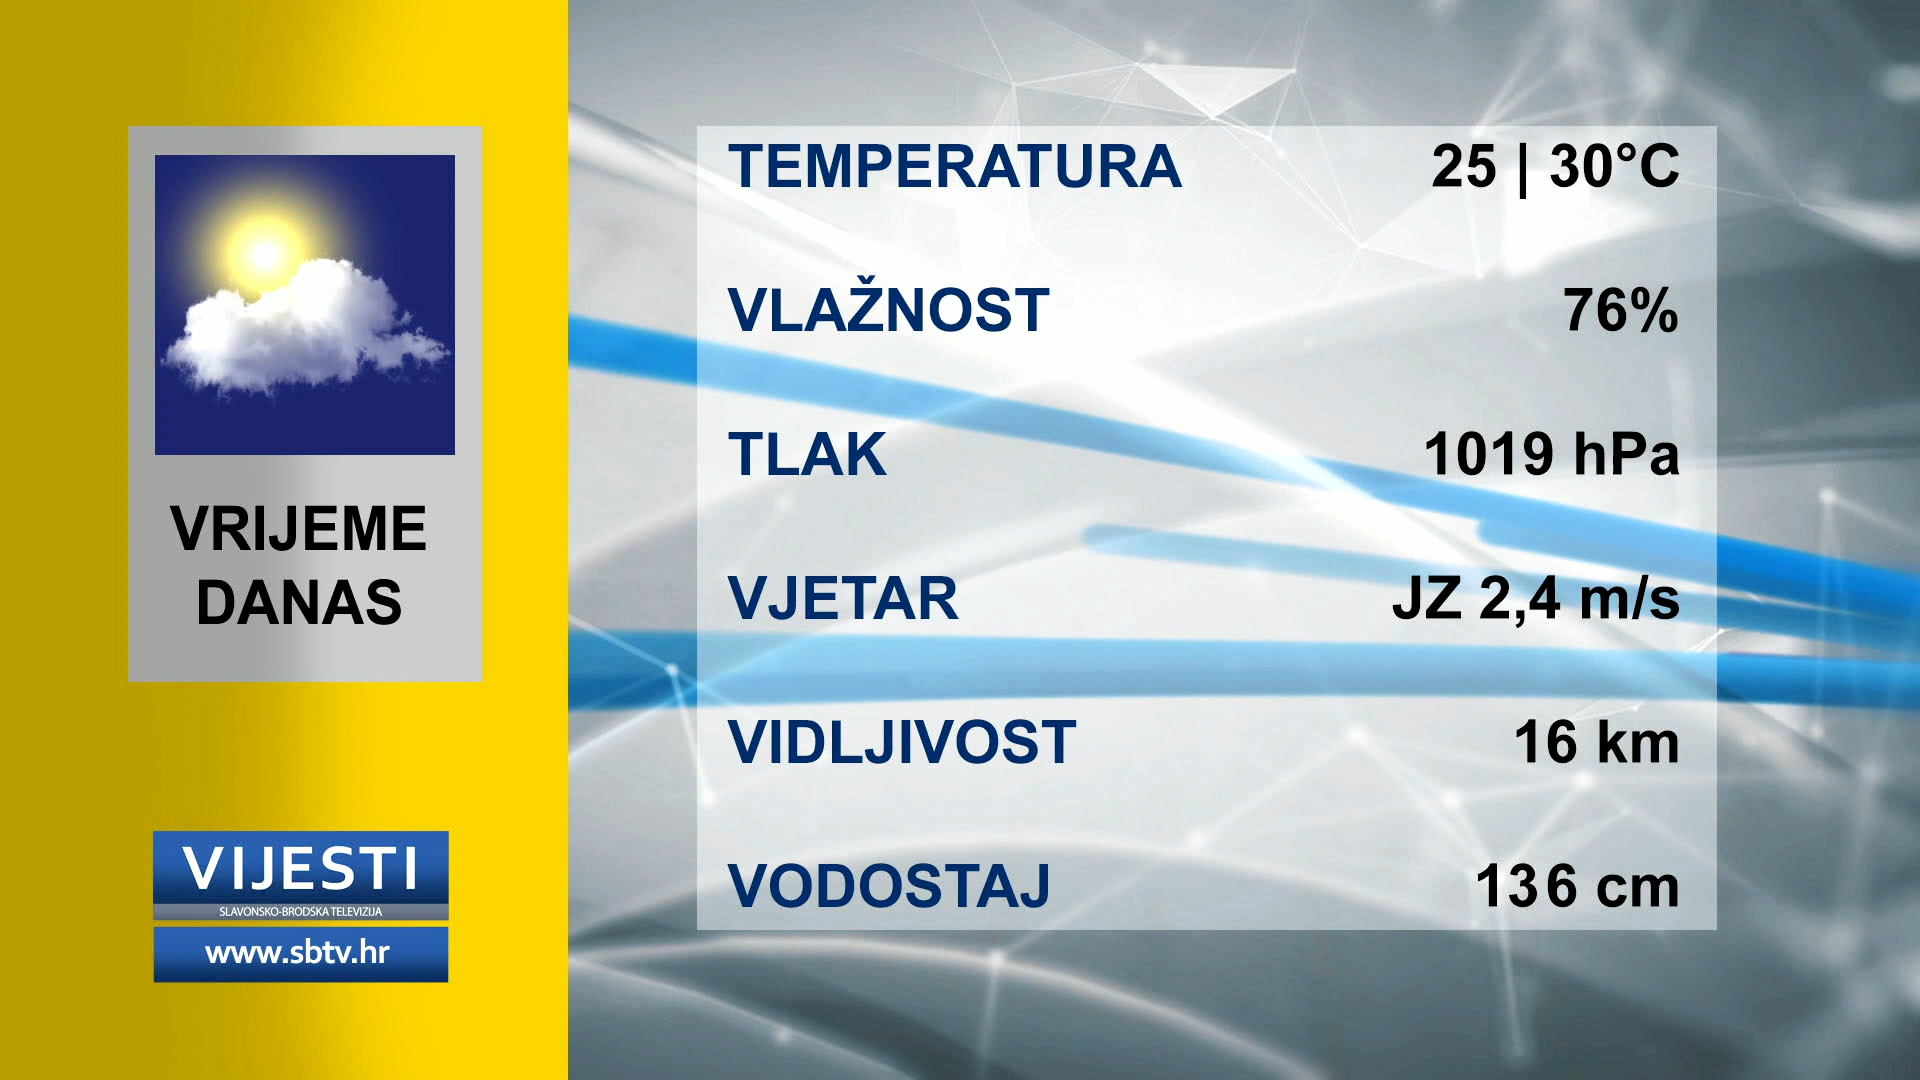 VRIJEME
DANAS
VIJESTI
SLAVONSKO-BRODSKA TELEVIZIJA
www.sbtv.hr
TEMPERATURA 25 | 30°C
VLAŽNOST 76%
TLAK 1019 hPa
VJETAR JZ 2,4 m/s
VIDLJIVOST 16 km
VODOSTAJ 136 cm